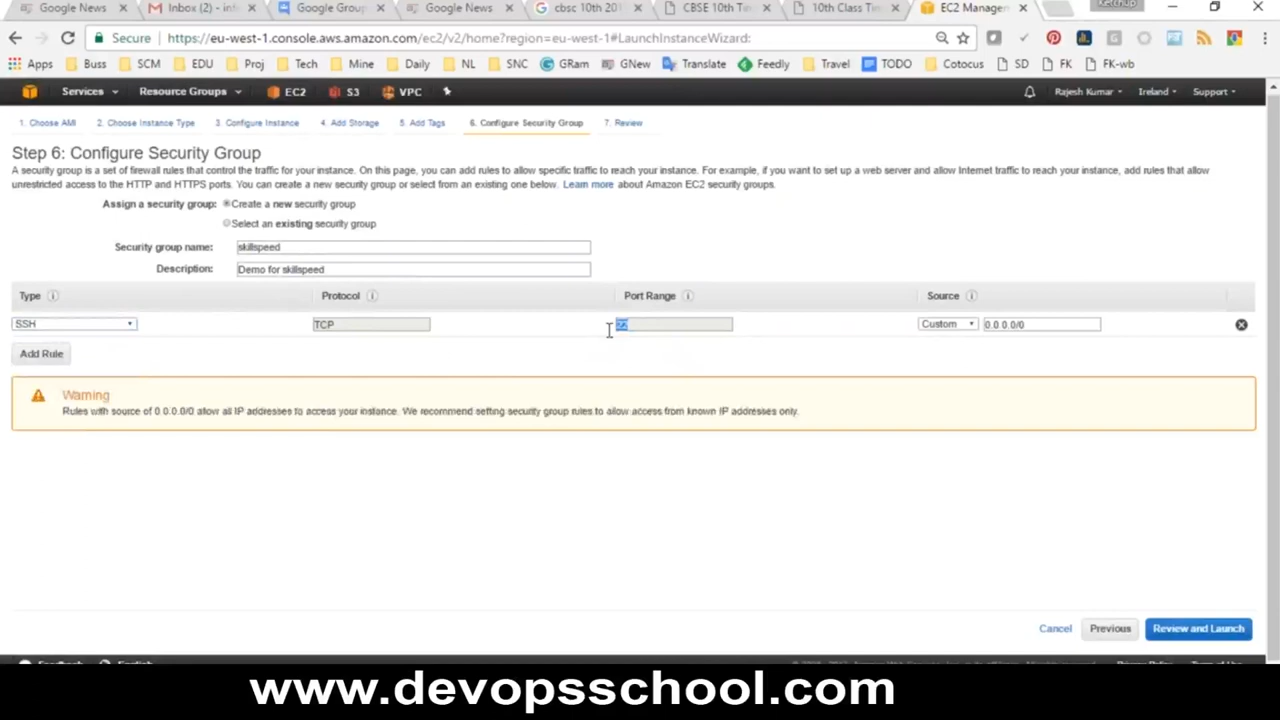 Google News
Inbox (2) - inf
Google Group
Google News
cbsc 10th 201
CBSE 10th Tim
10th Class Tim
EC2 Manage
Ketchup
Secure
https://eu-west-1.console.aws.amazon.com/ec2/v2/home?region=eu-west-1#LaunchInstanceWizard:
Apps Buss SCM EDU Proj Tech Mine Daily NL SNC GRam GNew Translate Feedly Travel TODO Cotocus SD FK FK-wb
Services Resource Groups EC2 S3 VPC Rajesh Kumar Ireland Support
1. Choose AMI 2. Choose Instance Type 3. Configure Instance 4. Add Storage 5. Add Tags 6. Configure Security Group 7. Review
Step 6: Configure Security Group
A security group is a set of firewall rules that control the traffic for your instance. On this page, you can add rules to allow specific traffic to reach your instance. For example, if you want to set up a web server and allow Internet traffic to reach your instance, add rules that allow
unrestricted access to the HTTP and HTTPS ports. You can create a new security group or select from an existing one below. Learn more about Amazon EC2 security groups.
Assign a security group: Create a new security group
Select an existing security group
Security group name: skillspeed
Description: Demo for skillspeed
Type Protocol Port Range Source
SSH TCP 22 Custom 0.0.0.0/0
Add Rule
Warning
Rules with source of 0.0.0.0/0 allow all IP addresses to access your instance. We recommend setting security group rules to allow access from known IP addresses only.
Cancel Previous Review and Launch
www.devopsschool.com